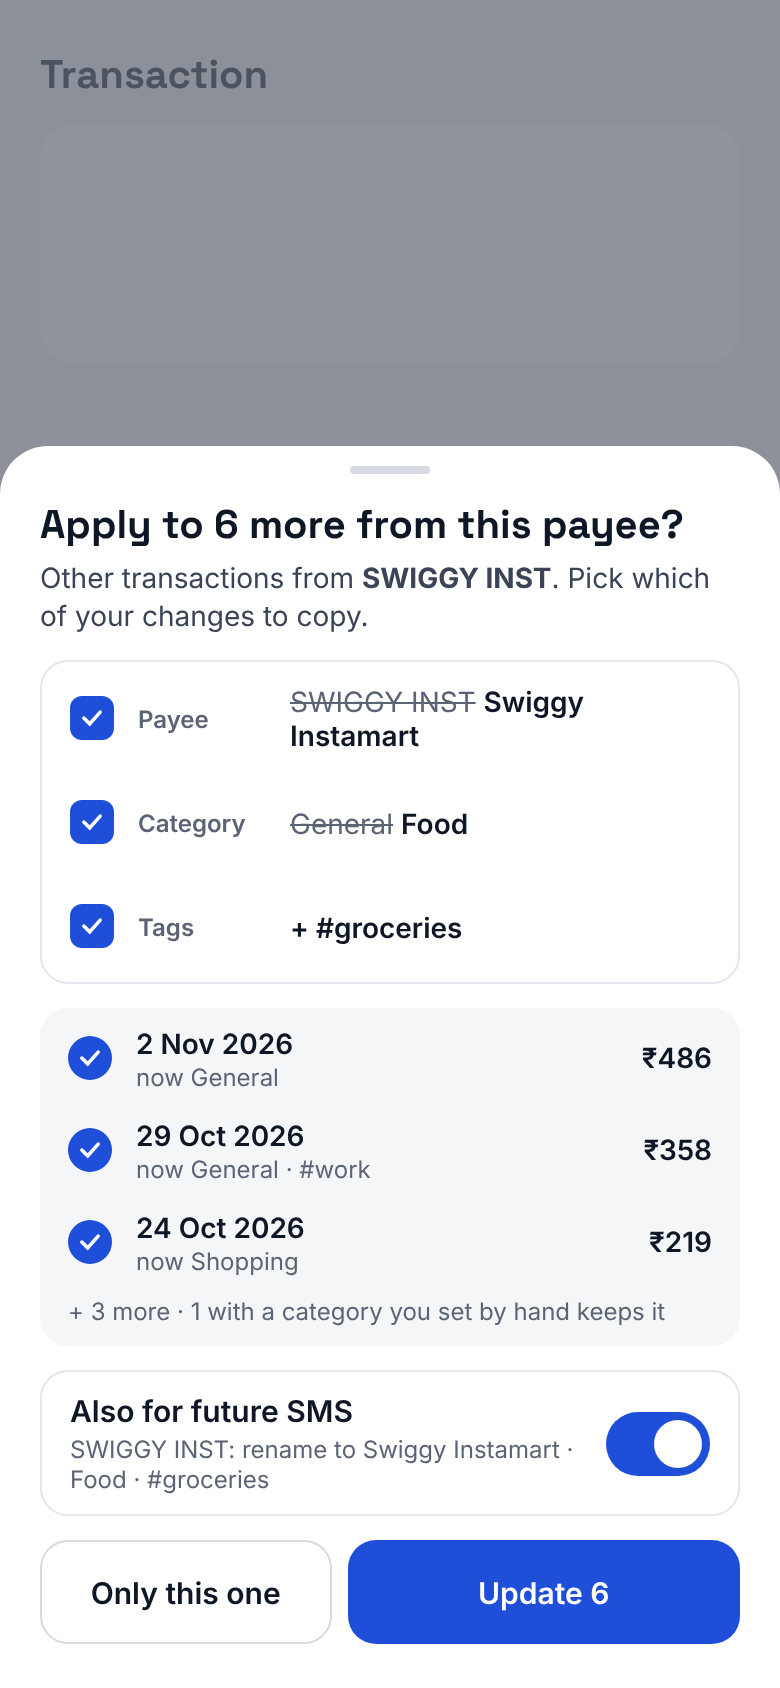 Transaction
Apply to 6 more from this payee?
Other transactions from SWIGGY INST. Pick which
of your changes to copy.
Payee
SWIGGY INST Swiggy
Instamart
Category
General Food
Tags
+ #groceries
2 Nov 2026
now General
₹486
29 Oct 2026
now General · #work
₹358
24 Oct 2026
now Shopping
₹219
+ 3 more · 1 with a category you set by hand keeps it
Also for future SMS
SWIGGY INST: rename to Swiggy Instamart ·
Food · #groceries
Only this one
Update 6